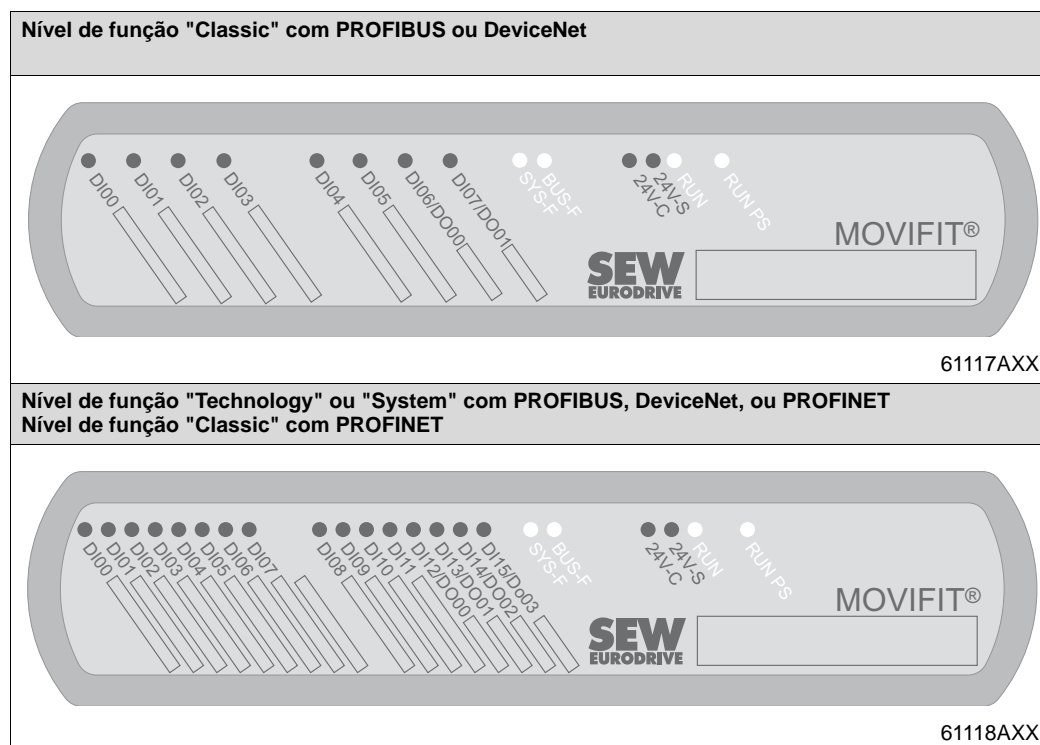 Nível de função "Classic" com PROFIBUS ou DeviceNet
DI00
DI01
DI02
DI03
DI04
DI05
DI06/DO00
DI07/DO01
SYS-F
BUS-F
24V-C
24V-S
RUN
RUN PS
MOVIFIT®
SEW
EURODRIVE
61117AXX
Nível de função "Technology" ou "System" com PROFIBUS, DeviceNet, ou PROFINET
Nível de função "Classic" com PROFINET
DI00
DI01
DI02
DI03
DI04
DI05
DI06
DI07
DI08
DI09
DI10
DI11
DI12/DO00
DI13/DO01
DI14/DO02
DI15/Do03
SYS-F
BUS-F
24V-C
24V-S
RUN
RUN PS
MOVIFIT®
SEW
EURODRIVE
61118AXX